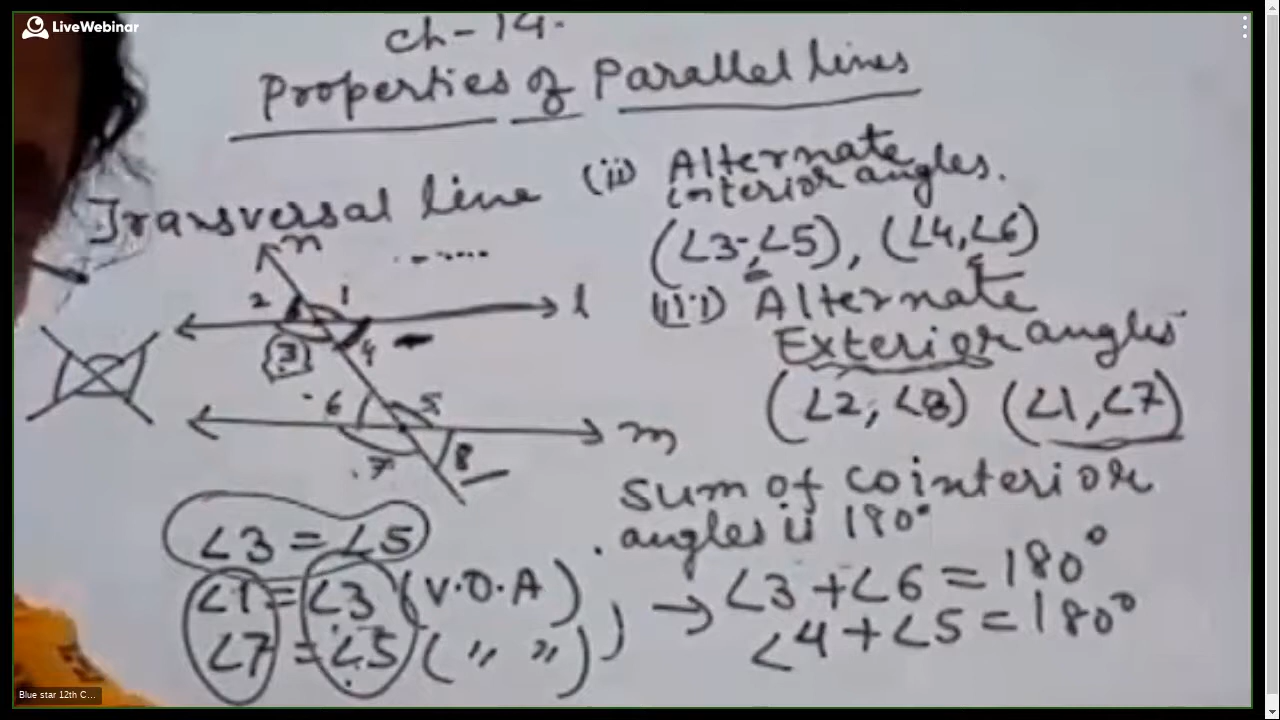 LiveWebinar
Ch-14.
Properties of Parallel lines
Transversal line
n
2 1
l
3 4
6 5
m
7 8
∠3 = ∠5
∠1 = ∠3 (V.O.A)
∠7 = ∠5 ( " " )
(ii) Alternate
interior angles.
(∠3, ∠5), (∠4, ∠6)
(iii) Alternate
Exterior angles
(∠2, ∠8) (∠1, ∠7)
Sum of cointerior
angles is 180°
→ ∠3 + ∠6 = 180°
∠4 + ∠5 = 180°
Blue star 12th C...